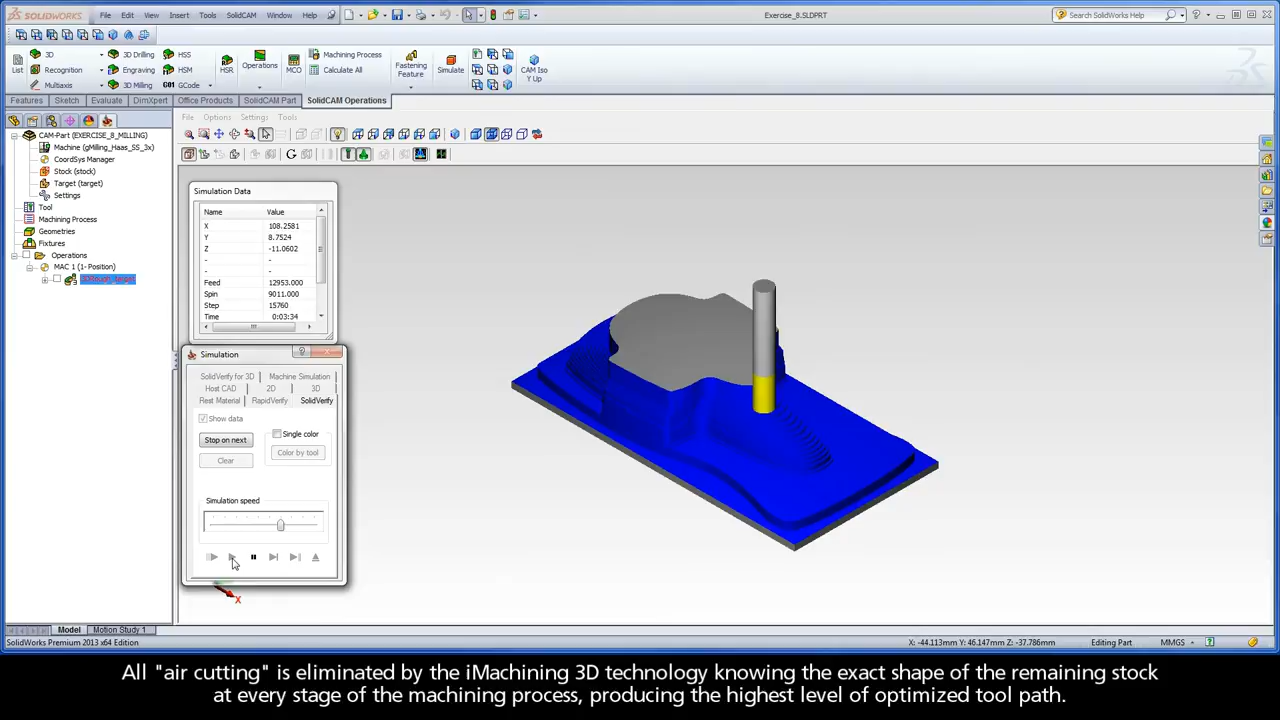 SOLIDWORKS File Edit View Insert Tools SolidCAM Window Help Exercise_8.SLDPRT Search SolidWorks Help
3D 3D Drilling HSS Machining Process
List Recognition Engraving HSM HSR Operations MCO Calculate All Fastening Feature Simulate CAM Iso Y Up
Multiaxis 3D Milling G01 GCode
Features Sketch Evaluate DimXpert Office Products SolidCAM Part SolidCAM Operations
File Options Settings Tools
CAM-Part (EXERCISE_8_MILLING)
Machine (gMilling_Haas_SS_3x)
CoordSys Manager
Stock (stock)
Target (target)
Settings
Tool
Machining Process
Geometries
Fixtures
Operations
MAC 1 (1- Position)
Simulation Data
Name Value
X 108.2581
Y 8.7524
Z -11.0602
- -
- -
Feed 12953.000
Spin 9011.000
Step 15760
Time 0:03:34
Simulation
SolidVerify for 3D Machine Simulation
Host CAD 2D 3D
Rest Material RapidVerify SolidVerify
Show data
Stop on next Single color
Clear Color by tool
Simulation speed
X
Model Motion Study 1
SolidWorks Premium 2013 x64 Edition X: -44.113mm Y: 46.147mm Z: -37.786mm Editing Part MMGS
All "air cutting" is eliminated by the iMachining 3D technology knowing the exact shape of the remaining stock
at every stage of the machining process, producing the highest level of optimized tool path.